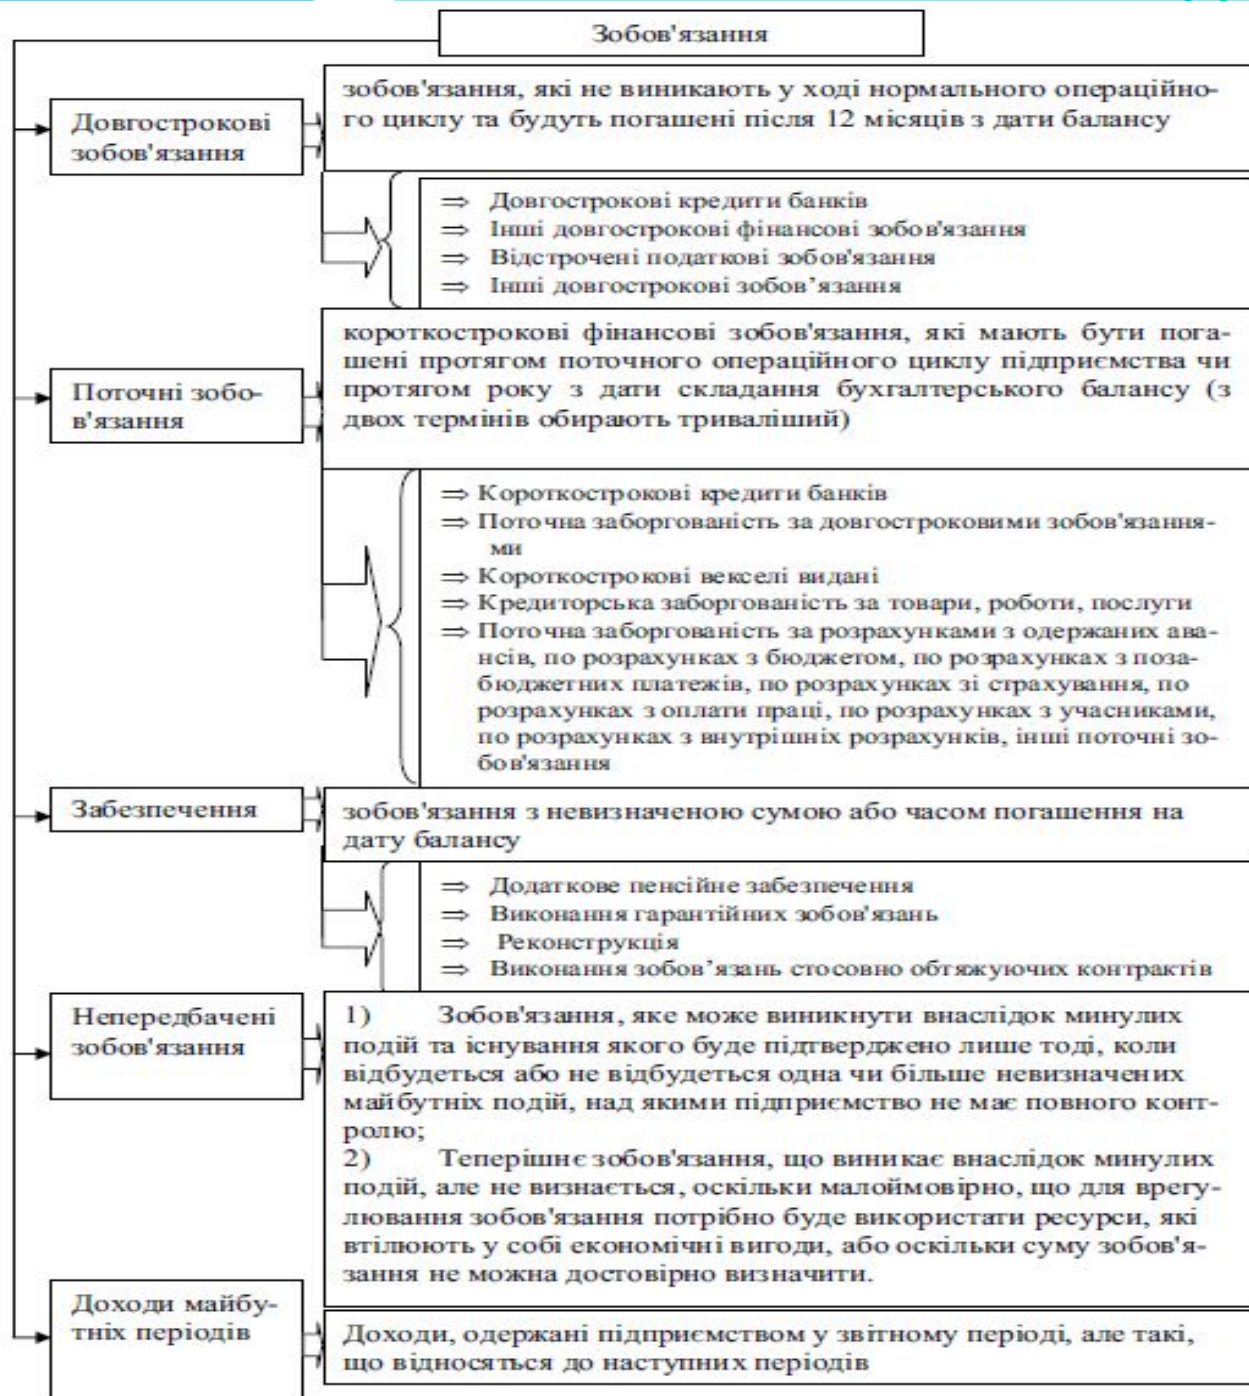 Зобов'язання
Довгострокові
зобов'язання
зобов'язання, які не виникають у ході нормального операційно-
го циклу та будуть погашені після 12 місяців з дати балансу
⇒ Довгострокові кредити банків
⇒ Інші довгострокові фінансові зобов'язання
⇒ Відстрочені податкові зобов'язання
⇒ Інші довгострокові зобов’язання
Поточні зобо-
в'язання
короткострокові фінансові зобов'язання, які мають бути пога-
шені протягом поточного операційного циклу підприємства чи
протягом року з дати складання бухгалтерського балансу (з
двох термінів обирають триваліший)
⇒ Короткострокові кредити банків
⇒ Поточна заборгованість за довгостроковими зобов'язання-
ми
⇒ Короткострокові векселі видані
⇒ Кредиторська заборгованість за товари, роботи, послуги
⇒ Поточна заборгованість за розрахунками з одержаних ава-
нсів, по розрахунках з бюджетом, по розрахунках з поза-
бюджетних платежів, по розрахунках зі страхування, по
розрахунках з оплати праці, по розрахунках з учасниками,
по розрахунках з внутрішніх розрахунків, інші поточні зо-
бов'язання
Забезпечення
зобов'язання з невизначеною сумою або часом погашення на
дату балансу
⇒ Додаткове пенсійне забезпечення
⇒ Виконання гарантійних зобов'язань
⇒ Реконструкція
⇒ Виконання зобов’язань стосовно обтяжуючих контрактів
Непередбачені
зобов'язання
1) Зобов'язання, яке може виникнути внаслідок минулих
подій та існування якого буде підтверджено лише тоді, коли
відбудеться або не відбудеться одна чи більше невизначених
майбутніх подій, над якими підприємство не має повного конт-
ролю;
2) Теперішнє зобов'язання, що виникає внаслідок минулих
подій, але не визнається, оскільки малоймовірно, що для врегу-
лювання зобов'язання потрібно буде використати ресурси, які
втілюють у собі економічні вигоди, або оскільки суму зобов'я-
зання не можна достовірно визначити.
Доходи майбу-
тніх періодів
Доходи, одержані підприємством у звітному періоді, але такі,
що відносяться до наступних періодів